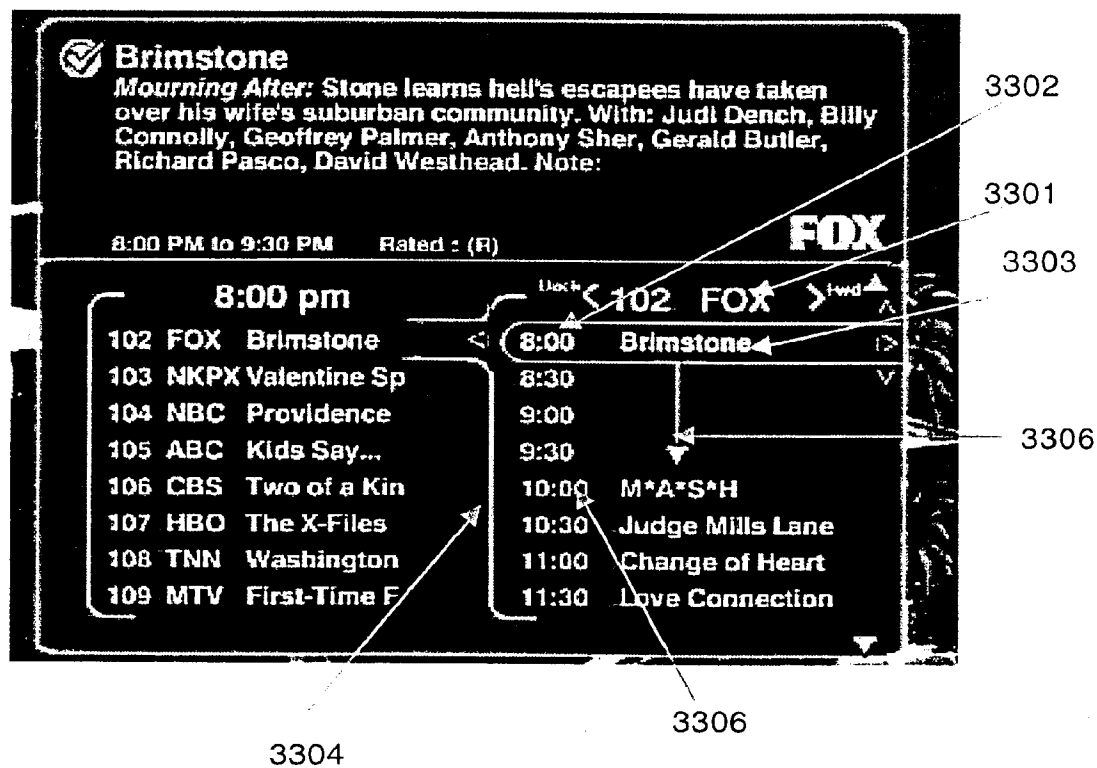 Brimstone
Mourning After: Stone learns hell's escapees have taken
over his wife's suburban community. With: Judi Dench, Billy
Connolly, Geoffrey Palmer, Anthony Sher, Gerald Butler,
Richard Pasco, David Westhead. Note:
8:00 PM to 9:30 PM Rated : (R)
FOX
8:00 pm
102 FOX Brimstone
103 NKPX Valentine Sp
104 NBC Providence
105 ABC Kids Say...
106 CBS Two of a Kin
107 HBO The X-Files
108 TNN Washington
109 MTV First-Time F
Back < 102 FOX > Fwd
8:00 Brimstone
8:30
9:00
9:30
10:00 M*A*S*H
10:30 Judge Mills Lane
11:00 Change of Heart
11:30 Love Connection
3302
3301
3303
3306
3306
3304